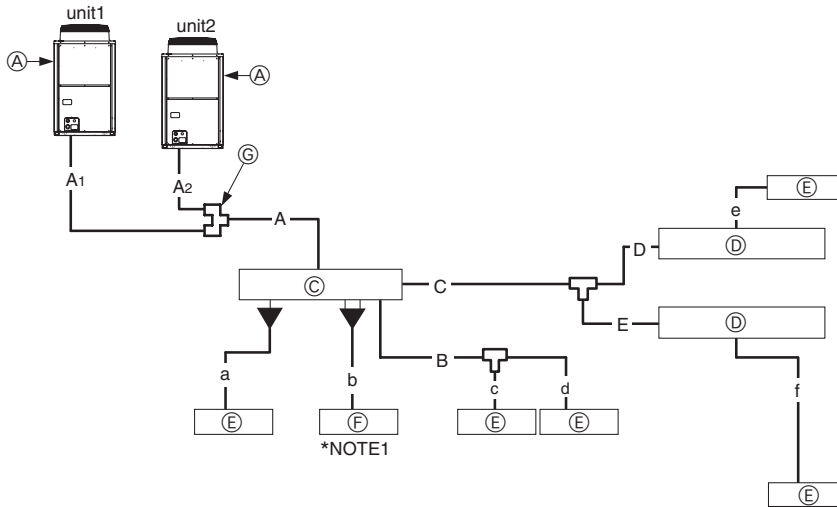 unit1
unit2
Ⓐ
Ⓐ
Ⓖ
A1
A2
A
Ⓔ
e
D
Ⓓ
Ⓒ
C
E
Ⓓ
a
b
B
c
d
f
Ⓔ
Ⓕ
Ⓔ
Ⓔ
*NOTE1
Ⓔ